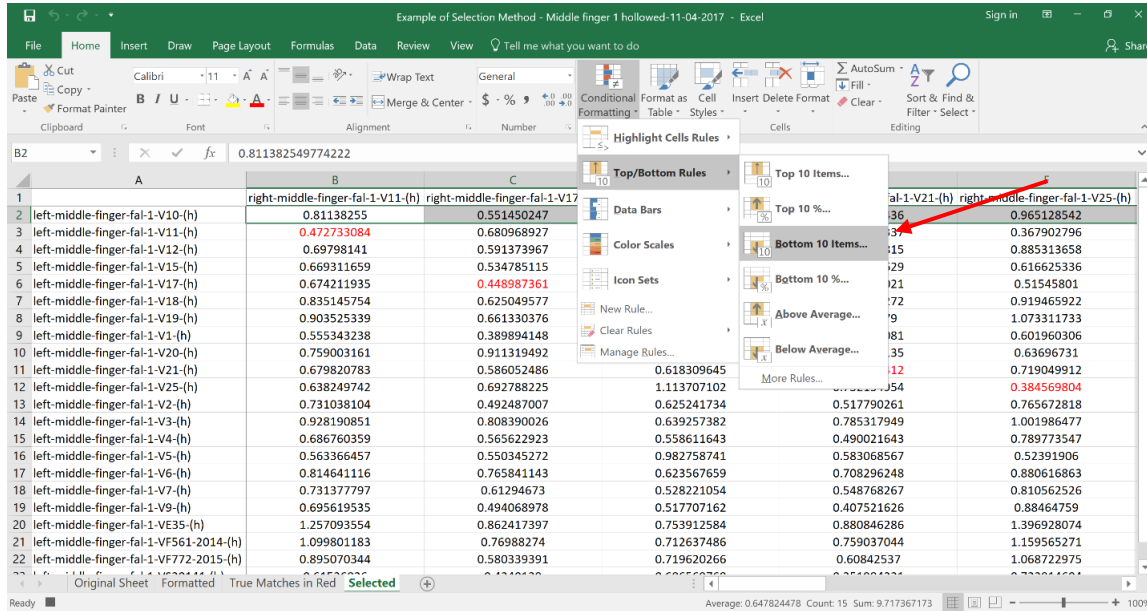 Example of Selection Method - Middle finger 1 hollowed-11-04-2017 - Excel Sign in
File Home Insert Draw Page Layout Formulas Data Review View Tell me what you want to do Shar
Cut Calibri 11 A A Wrap Text General AutoSum
Paste Copy Fill
Format Painter B I U A Merge & Center $ % Conditional Formatting Format as Table Cell Styles Insert Delete Format Clear Sort & Filter Find & Select
Clipboard Font Alignment Number Cells Editing
B2 fx 0.811382549774222
Highlight Cells Rules
Top/Bottom Rules
Data Bars
Color Scales
Icon Sets
New Rule...
Clear Rules
Manage Rules...
Top 10 Items...
Top 10 %...
Bottom 10 Items...
Bottom 10 %...
Above Average...
Below Average...
More Rules...
A B C F
1 right-middle-finger-fal-1-V11-(h) right-middle-finger-fal-1-V17 al-1-V21-(h) right-middle-finger-fal-1-V25-(h)
2 left-middle-finger-fal-1-V10-(h) 0.81138255 0.551450247 36 0.965128542
3 left-middle-finger-fal-1-V11-(h) 0.472733084 0.680968927 337 0.367902796
4 left-middle-finger-fal-1-V12-(h) 0.69798141 0.591373967 315 0.885313658
5 left-middle-finger-fal-1-V15-(h) 0.669311659 0.534785115 529 0.616625336
6 left-middle-finger-fal-1-V17-(h) 0.674211935 0.448987361 021 0.51545801
7 left-middle-finger-fal-1-V18-(h) 0.835145754 0.625049577 272 0.919465922
8 left-middle-finger-fal-1-V19-(h) 0.903525339 0.661330376 79 1.073311733
9 left-middle-finger-fal-1-V1-(h) 0.555343238 0.389894148 081 0.601960306
10 left-middle-finger-fal-1-V20-(h) 0.759003161 0.911319492 135 0.63696731
11 left-middle-finger-fal-1-V21-(h) 0.679820783 0.586052486 0.618309645 412 0.719049912
12 left-middle-finger-fal-1-V25-(h) 0.638249742 0.692788225 1.113707102 0.384569804
13 left-middle-finger-fal-1-V2-(h) 0.731038104 0.492487007 0.625241734 0.517790261 0.765672818
14 left-middle-finger-fal-1-V3-(h) 0.928190851 0.808390026 0.639257382 0.785317949 1.001986477
15 left-middle-finger-fal-1-V4-(h) 0.686760359 0.565622923 0.558611643 0.490021643 0.789773547
16 left-middle-finger-fal-1-V5-(h) 0.563366457 0.550345272 0.982758741 0.583068567 0.52391906
17 left-middle-finger-fal-1-V6-(h) 0.814641116 0.765841143 0.623567659 0.708296248 0.880616863
18 left-middle-finger-fal-1-V7-(h) 0.731377797 0.61294673 0.528221054 0.548768267 0.810562526
19 left-middle-finger-fal-1-V9-(h) 0.695619535 0.494068978 0.517707162 0.407521626 0.88464759
20 left-middle-finger-fal-1-VE35-(h) 1.257093554 0.862417397 0.753912584 0.880846286 1.396928074
21 left-middle-finger-fal-1-VF561-2014-(h) 1.099801183 0.76988274 0.712637486 0.759037044 1.159565271
22 left-middle-finger-fal-1-VF772-2015-(h) 0.895070344 0.580339391 0.719620266 0.60842537 1.068722975
Original Sheet Formatted True Matches in Red Selected
Ready Average: 0.647824478 Count: 15 Sum: 9.717367173 100%